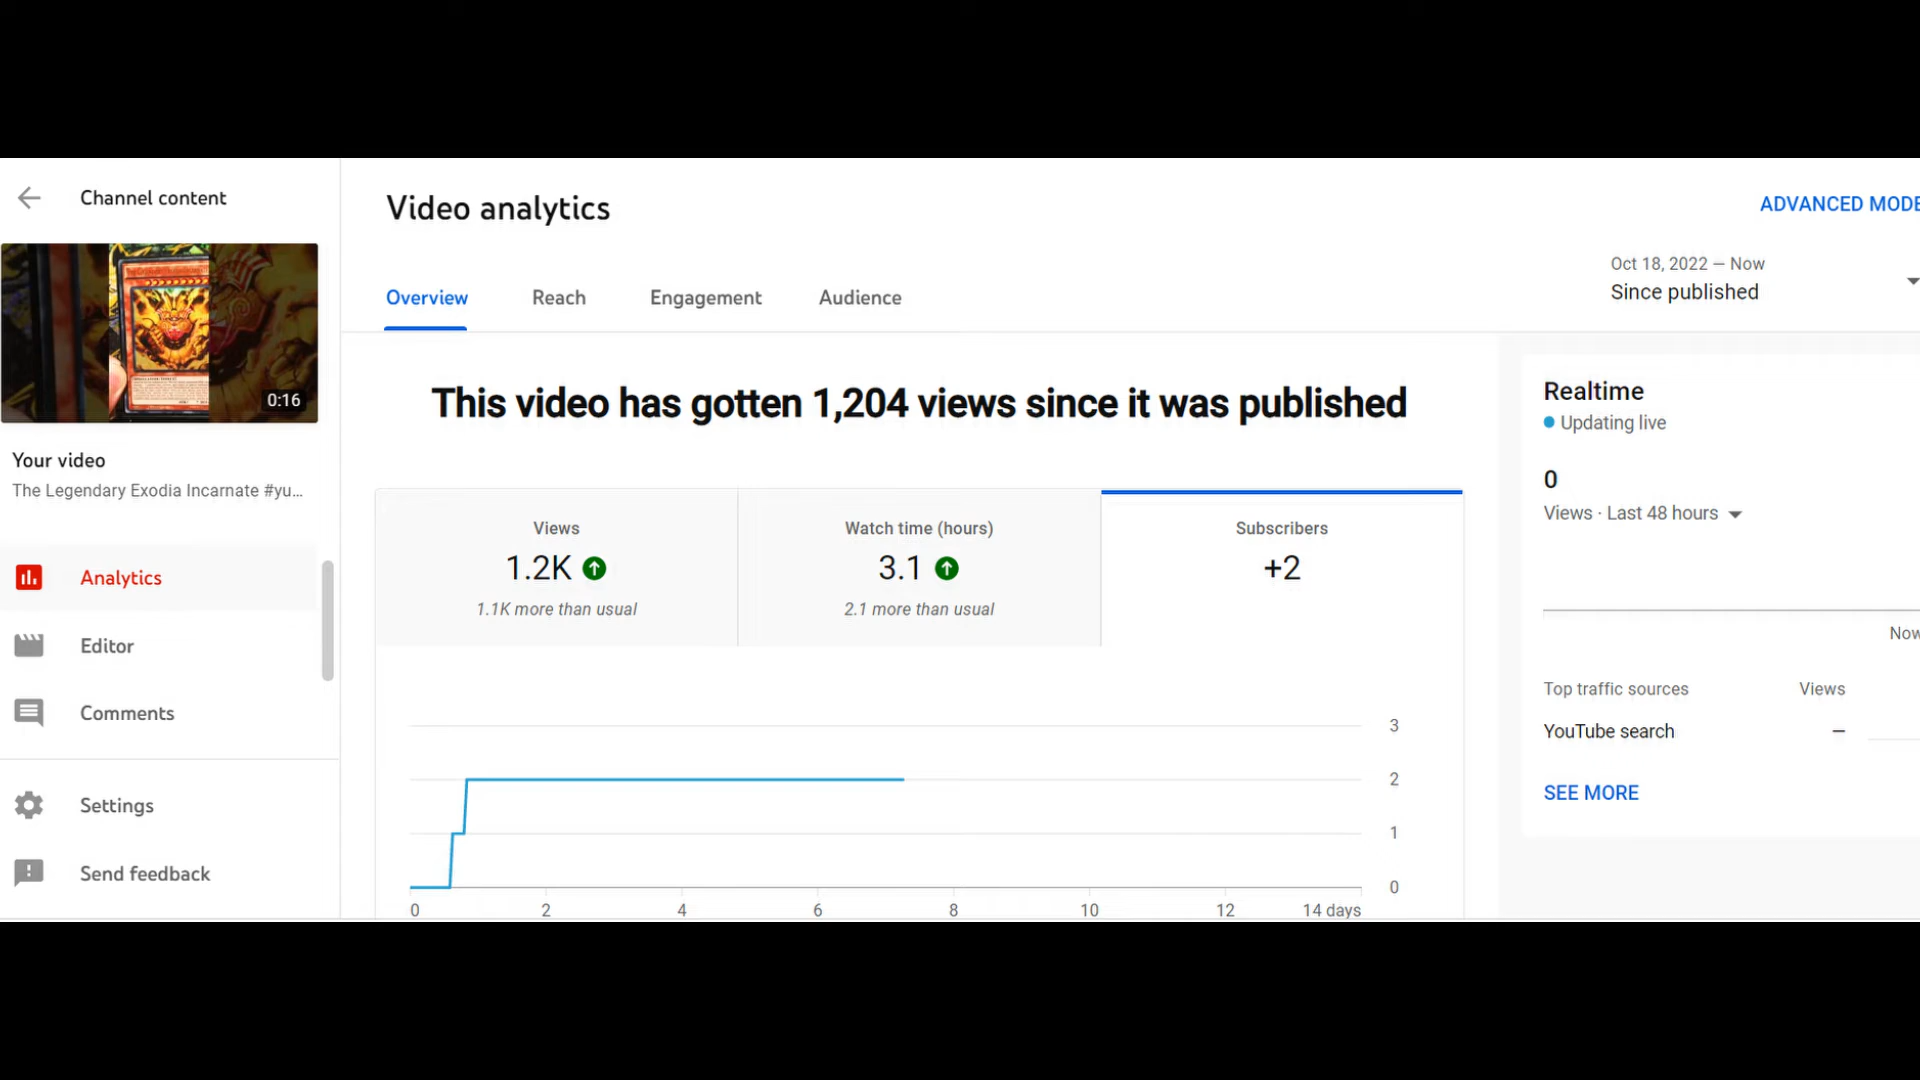 Channel content
0:16
Your video
The Legendary Exodia Incarnate #yu...
Analytics
Editor
Comments
Settings
Send feedback
Video analytics
ADVANCED MODE
Overview
Reach
Engagement
Audience
Oct 18, 2022 – Now
Since published
This video has gotten 1,204 views since it was published
Views
1.2K
1.1K more than usual
Watch time (hours)
3.1
2.1 more than usual
Subscribers
+2
3
2
1
0
0 2 4 6 8 10 12 14 days
Realtime
Updating live
0
Views · Last 48 hours
Now
Top traffic sources Views
YouTube search –
SEE MORE